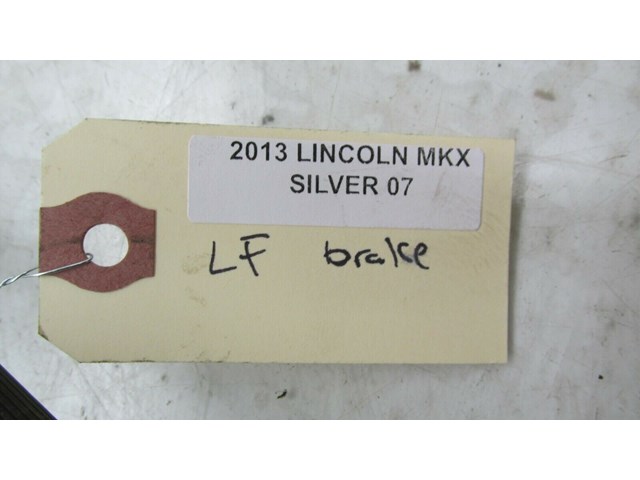 2013 LINCOLN MKX
SILVER 07
LF brake